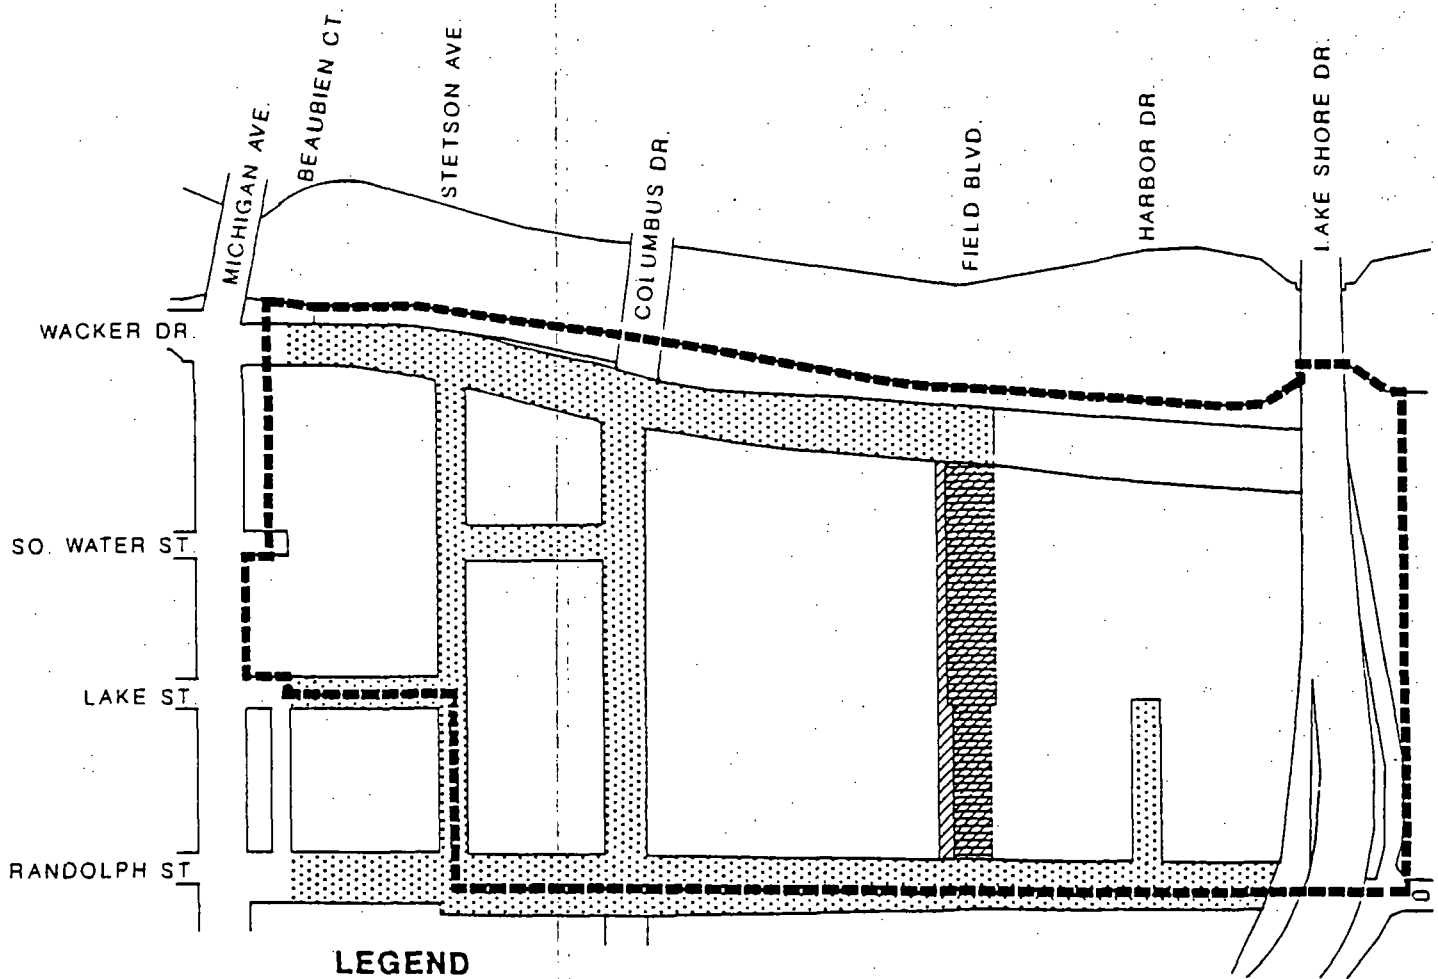 MICHIGAN AVE.
BEAUBIEN CT.
STETSON AVE.
COLUMBUS DR.
FIELD BLVD.
HARBOR DR.
LAKE SHORE DR.
WACKER DR.
SO. WATER ST.
LAKE ST.
RANDOLPH ST
LEGEND